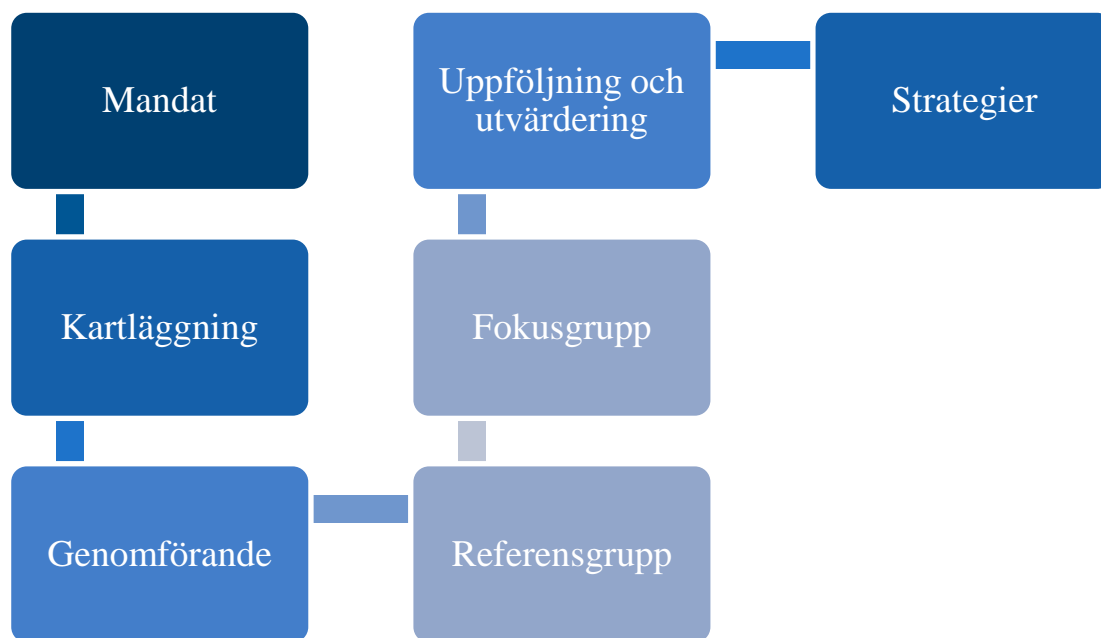 Mandat
Kartläggning
Genomförande
Referensgrupp
Fokusgrupp
Uppföljning och
utvärdering
Strategier